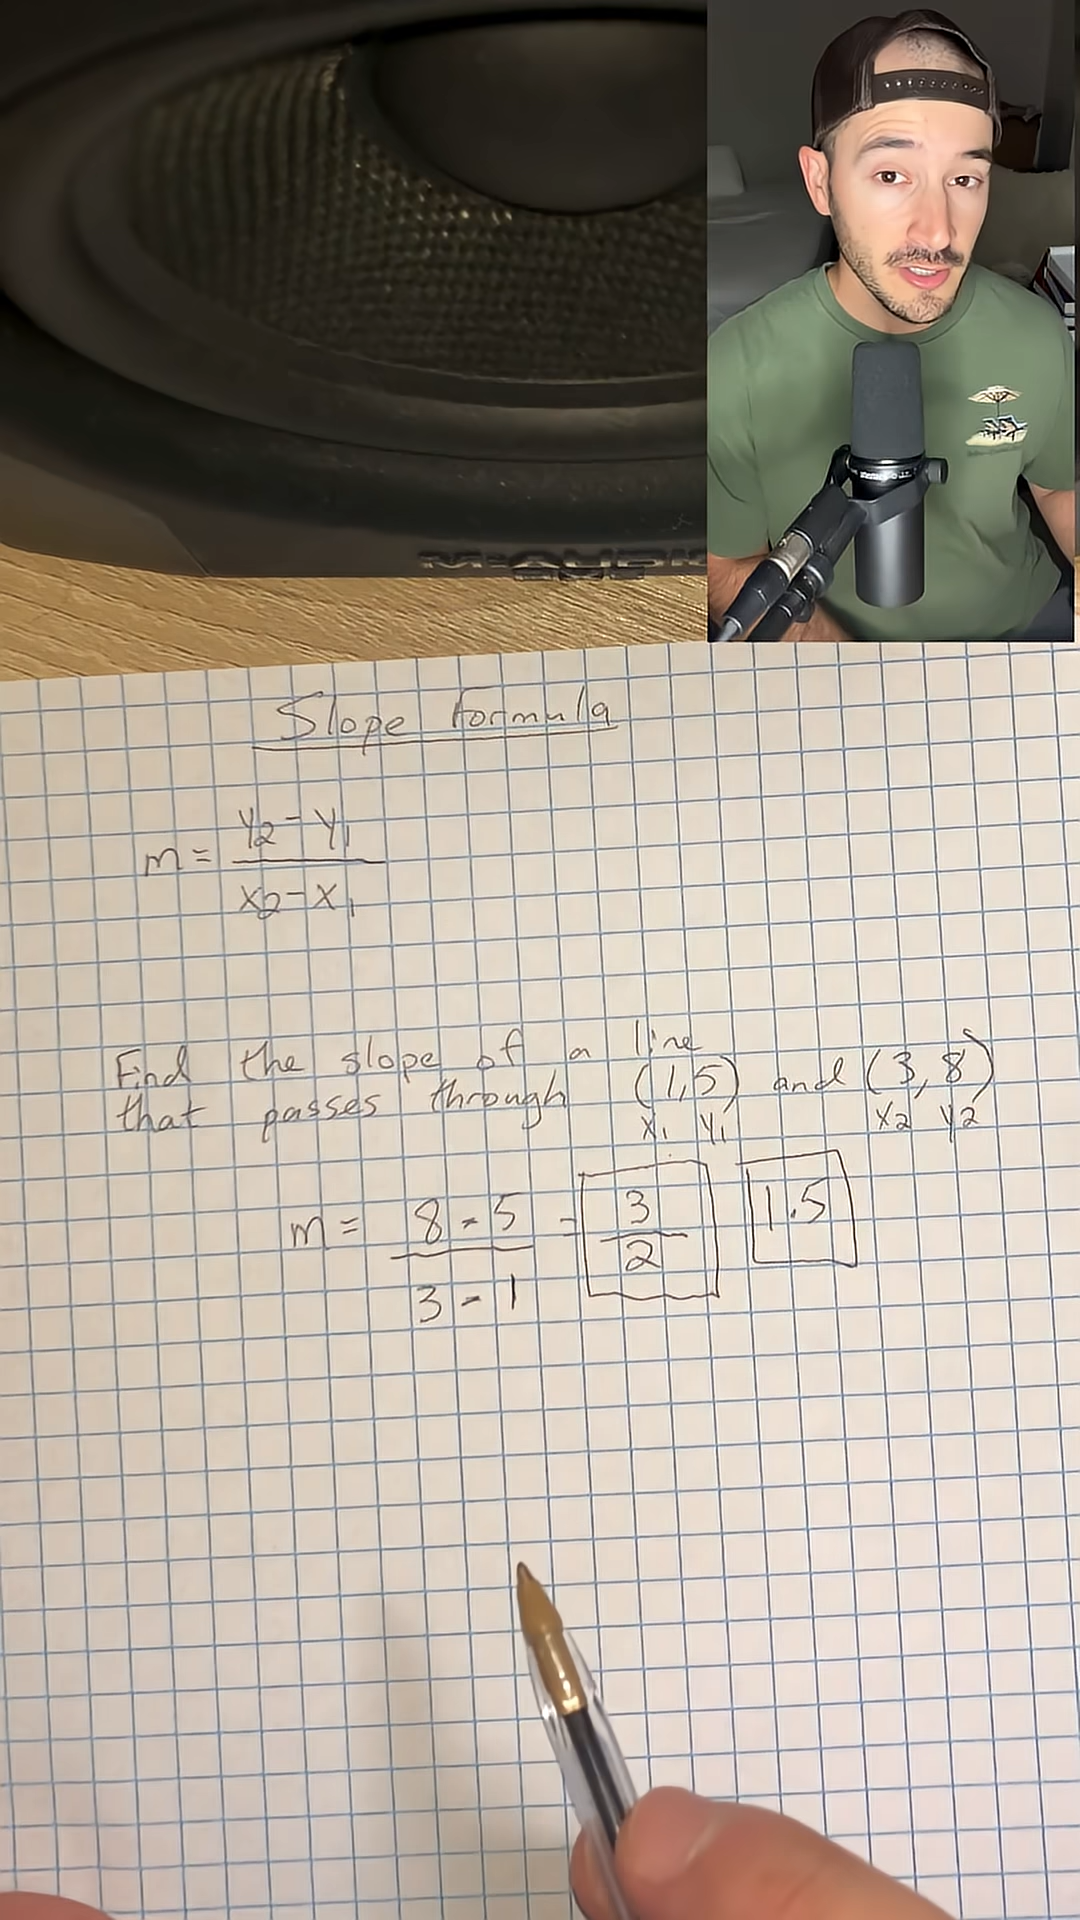 M-AUDIO
Slope Formula
m = y2 - y1
x2 - x1
Find the slope of a line
that passes through (1,5) and (3,8)
x1 y1 x2 y2
m = 8 - 5 = 3 1.5
3 - 1 2